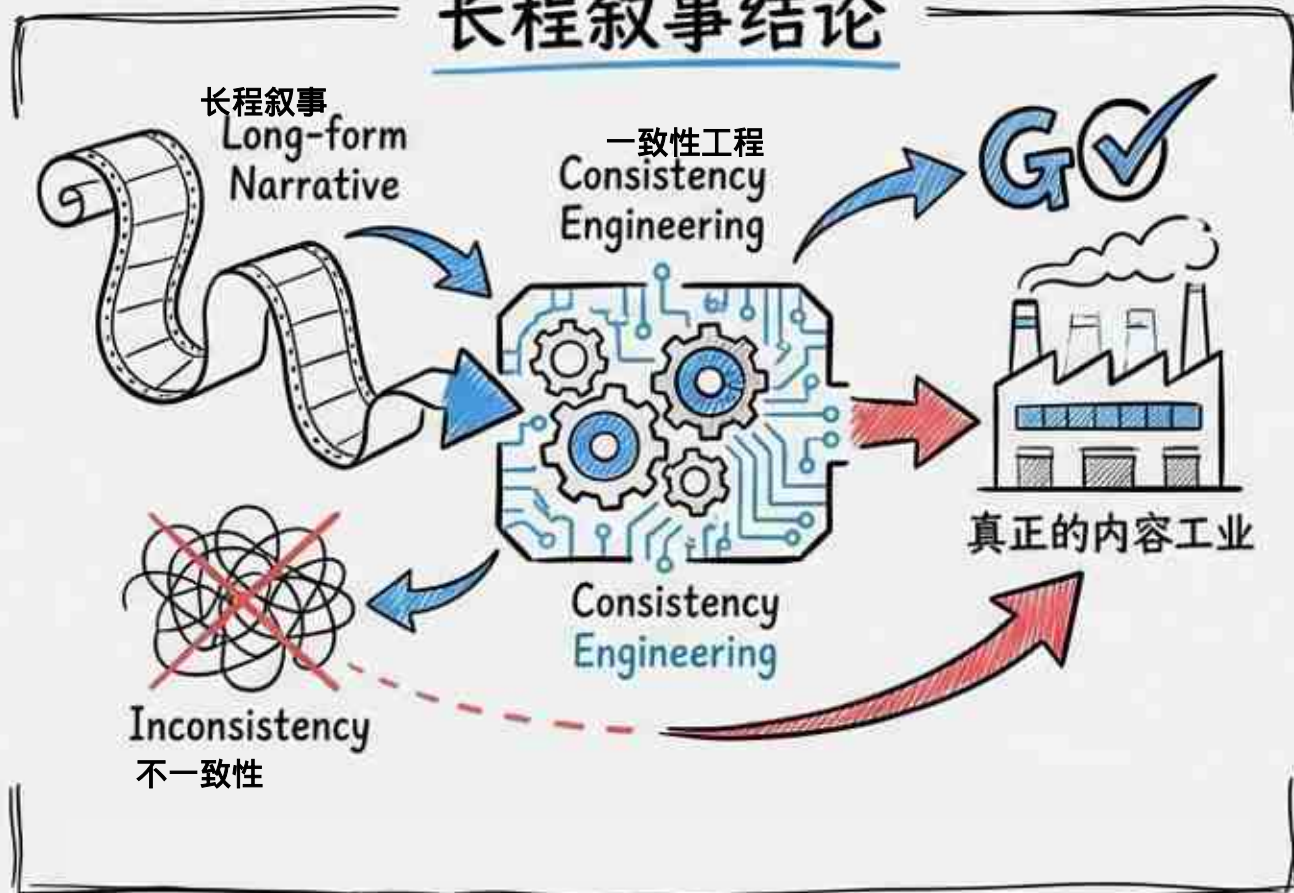 长程叙事结论
长程叙事
Long-form
Narrative
一致性工程
Consistency
Engineering
GO
真正的内容工业
Consistency
Engineering
Inconsistency
不一致性